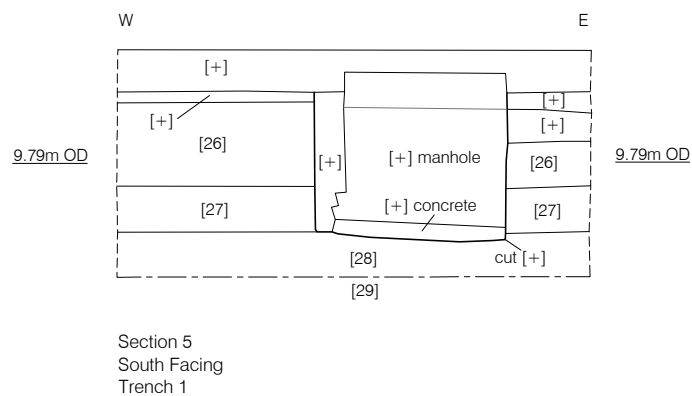 W E
[+]
[+]
[+]
[+]
[26]
[+]
[+] manhole
[26]
9.79m OD
9.79m OD
[+] concrete
[27]
[27]
[28]
cut [+]
[29]
Section 5
South Facing
Trench 1